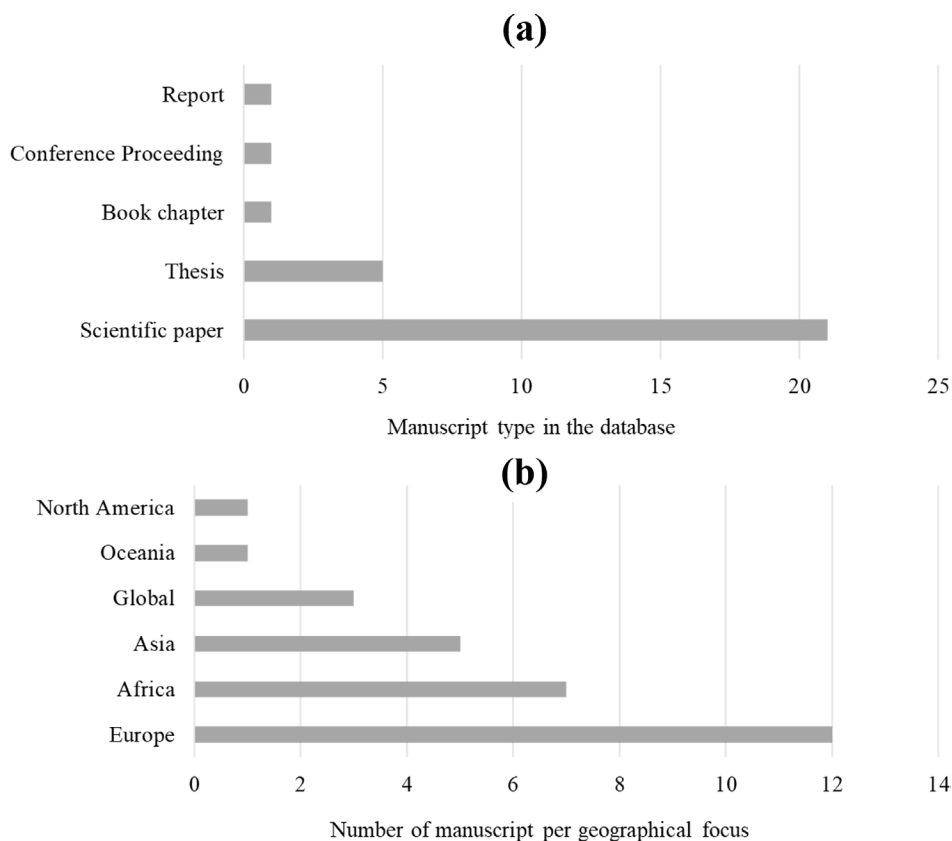 (a)
Report
Conference Proceeding
Book chapter
Thesis
Scientific paper
0 5 10 15 20 25
Manuscript type in the database
(b)
North America
Oceania
Global
Asia
Africa
Europe
0 2 4 6 8 10 12 14
Number of manuscript per geographical focus